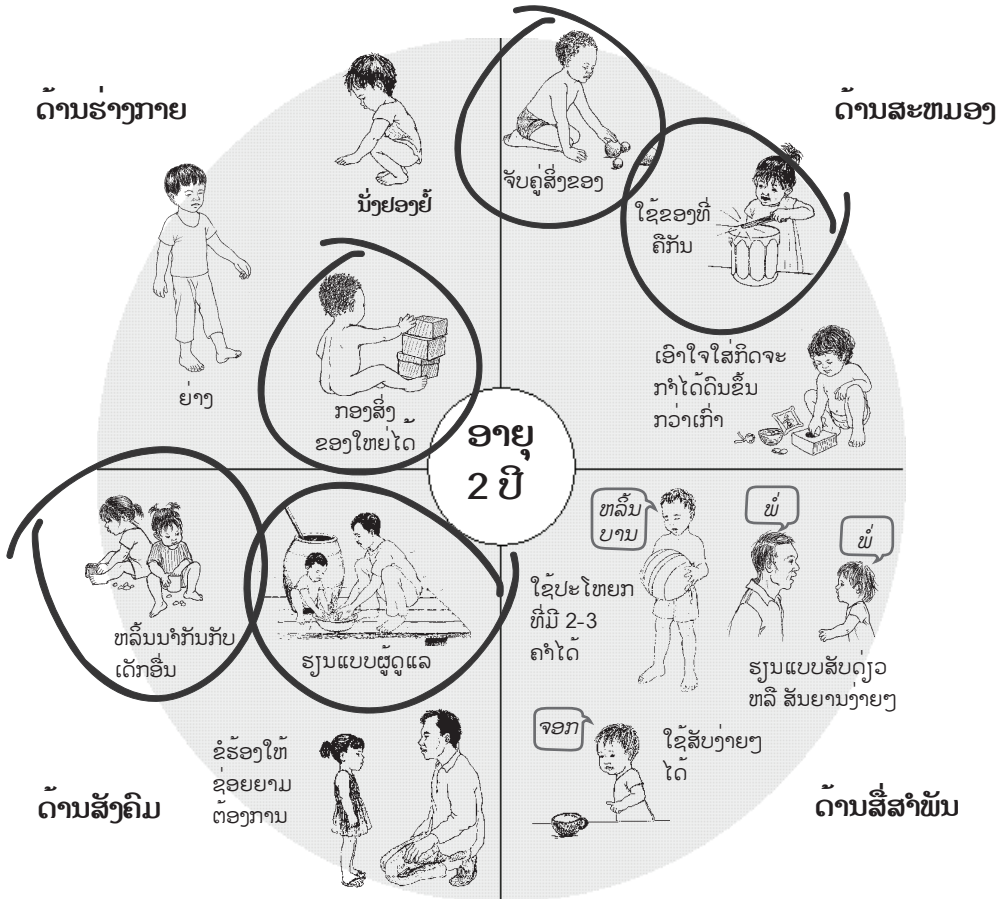 ດ້ານຮ່າງກາຍ
ນັ່ງຢອງຢໍ້
ຍ່າງ
ກອງສິ່ງ
ຂອງໃຫຍ່ໄດ້
ດ້ານສະຫມອງ
ຈັບຄູ່ສິ່ງຂອງ
ໃຊ້ຂອງທີ່
ຄືກັນ
ເອົາໃຈໃສ່ກິດຈະ
ກຳໄດ້ດົນຂຶ້ນ
ກວ່າເກົ່າ
ອາຍຸ
2 ປີ
ຫລິ້ນນຳກັນກັບ
ເດັກອື່ນ
ຮຽນແບບຜູ້ດູແລ
ຂໍຮ້ອງໃຫ້
ຊ່ອຍຍາມ
ຕ້ອງການ
ດ້ານສັງຄົມ
ຫລິ້ນ
ບານ
ໃຊ້ປະໂຫຍກ
ທີ່ມີ 2-3
ຄຳໄດ້
ພໍ່
ພໍ່
ຮຽນແບບສັບດ່ຽວ
ຫລື ສັນຍານງ່າຍໆ
ຈອກ
ໃຊ້ສັບງ່າຍໆ
ໄດ້
ດ້ານສື່ສຳພັນ